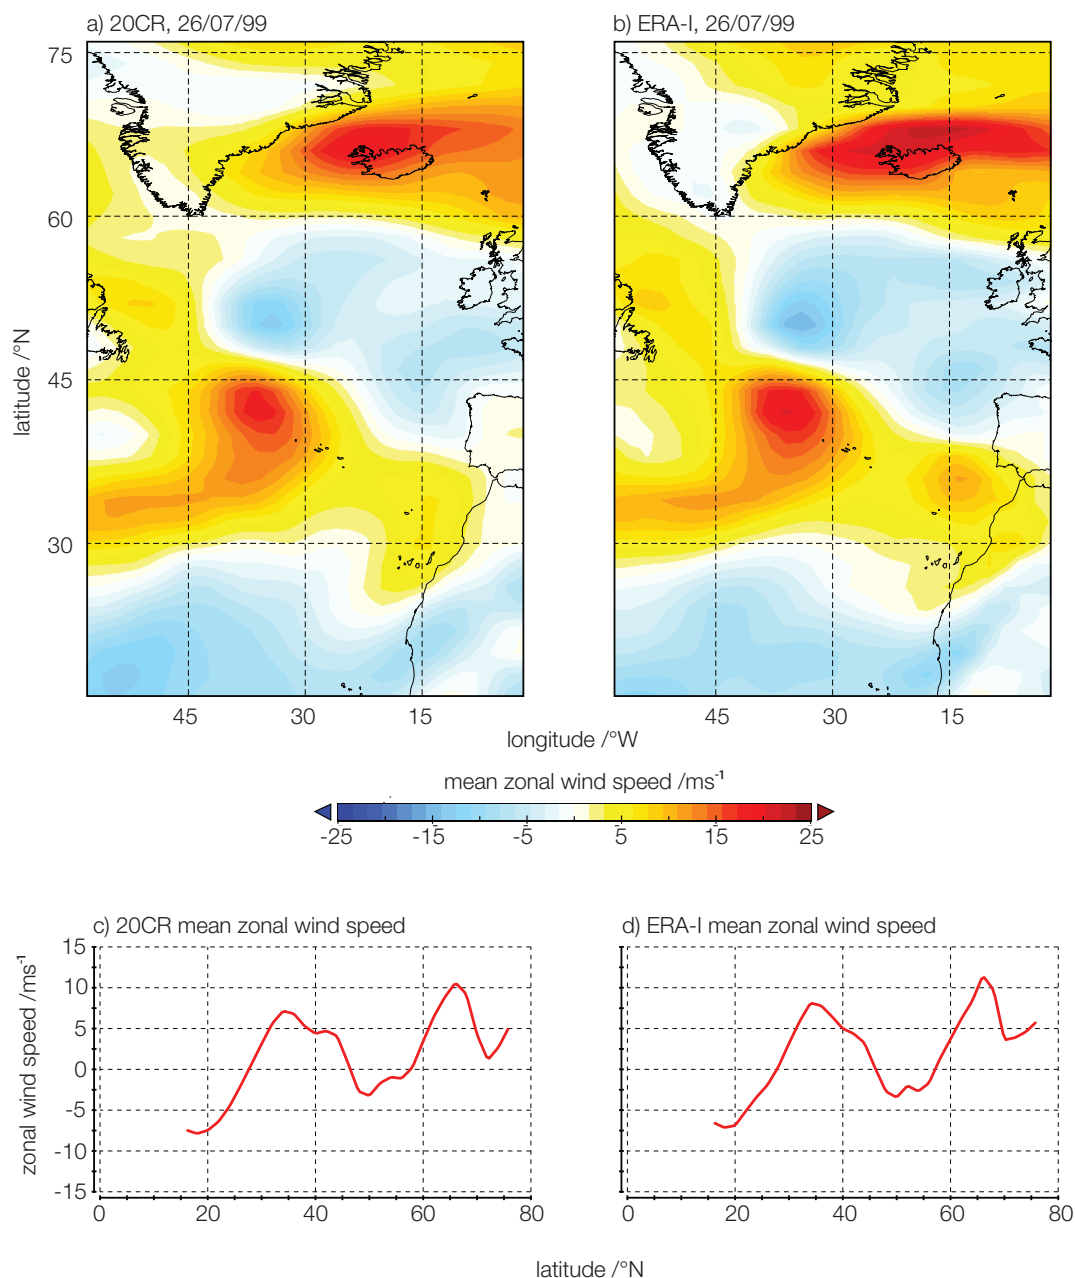 a) 20CR, 26/07/99
b) ERA-I, 26/07/99
75
60
45
30
latitude /°N
45 30 15
45 30 15
longitude /°W
mean zonal wind speed /ms-1
-25 -15 -5 5 15 25
c) 20CR mean zonal wind speed
d) ERA-I mean zonal wind speed
15
10
5
0
-5
-10
-15
zonal wind speed /ms-1
0 20 40 60 80
0 20 40 60 80
latitude /°N